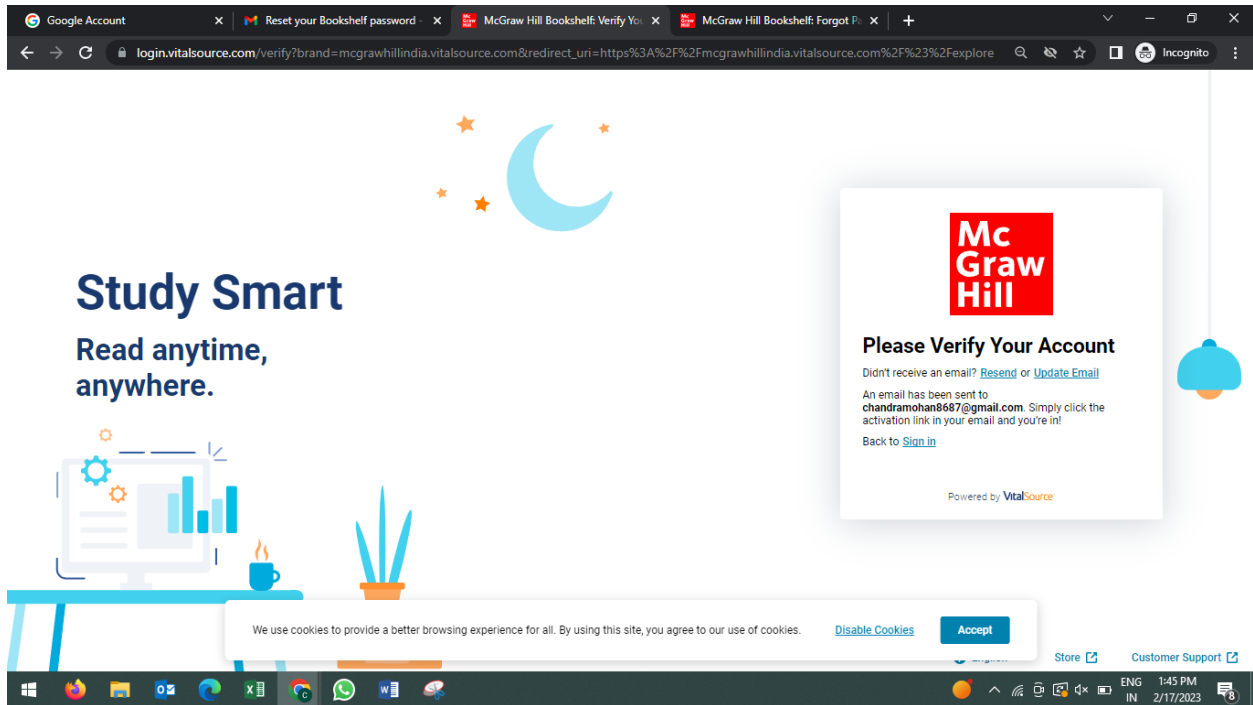 Google Account
Reset your Bookshelf password -
McGraw Hill Bookshelf: Verify You
McGraw Hill Bookshelf: Forgot Pa
login.vitalsource.com/verify?brand=mcgrawhillindia.vitalsource.com&redirect_uri=https%3A%2F%2Fmcgrawhillindia.vitalsource.com%2F%23%2Fexplore
Incognito
Mc
Graw
Hill
Study Smart
Read anytime,
anywhere.
Please Verify Your Account
Didn't receive an email? Resend or Update Email
An email has been sent to
chandramohan8687@gmail.com. Simply click the
activation link in your email and you're in!
Back to Sign in
Powered by VitalSource
We use cookies to provide a better browsing experience for all. By using this site, you agree to our use of cookies. Disable Cookies Accept
Store Customer Support
ENG 1:45 PM
IN 2/17/2023
8